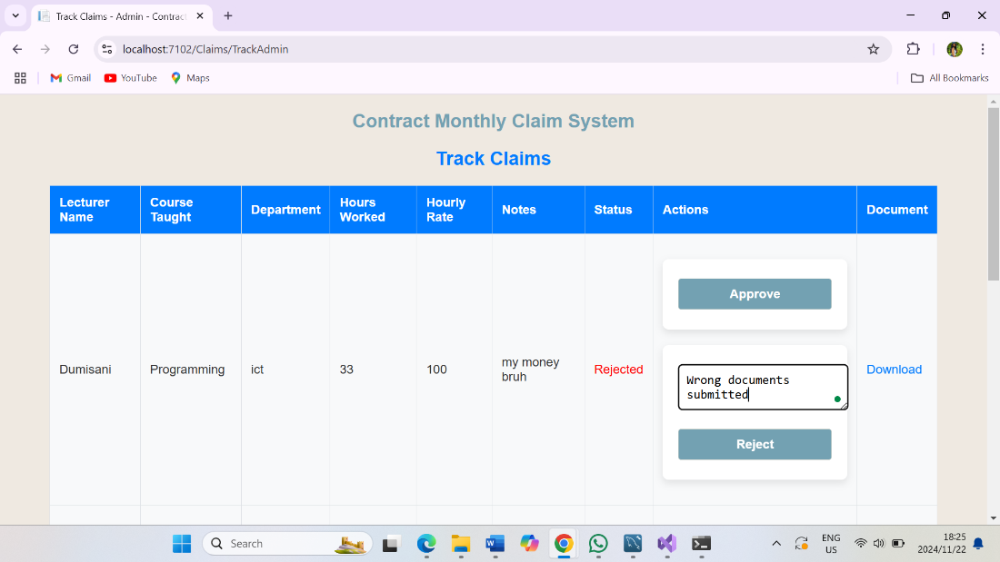 Track Claims - Admin - Contract
localhost:7102/Claims/TrackAdmin
Gmail
YouTube
Maps
All Bookmarks
Contract Monthly Claim System
Track Claims
Lecturer Name
Course Taught
Department
Hours Worked
Hourly Rate
Notes
Status
Actions
Document
Dumisani
Programming
ict
33
100
my money
bruh
Rejected
Approve
Wrong documents
submitted
Reject
Download
Search
ENG
US
18:25
2024/11/22